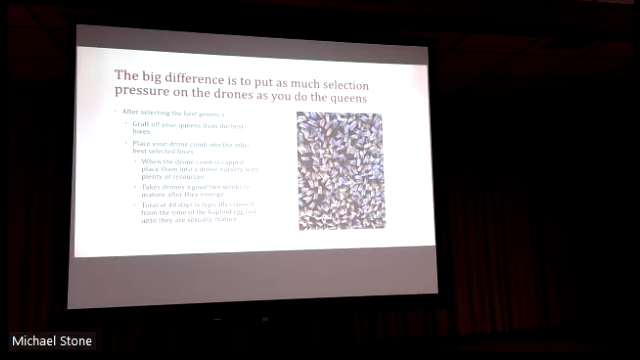 The big difference is to put as much selection
pressure on the drones as you do the queens
After selecting the best genetics
Graft off your queens from the best
hives
Place your drone comb into the other
best selected hives
When the drone comb is capped
place them into a drone nursery with
plenty of resources
Takes drones a good two weeks to
mature after they emerge
Total of 40 days is typically
from the time of the haploid egg laid
until they are sexually mature
Michael Stone